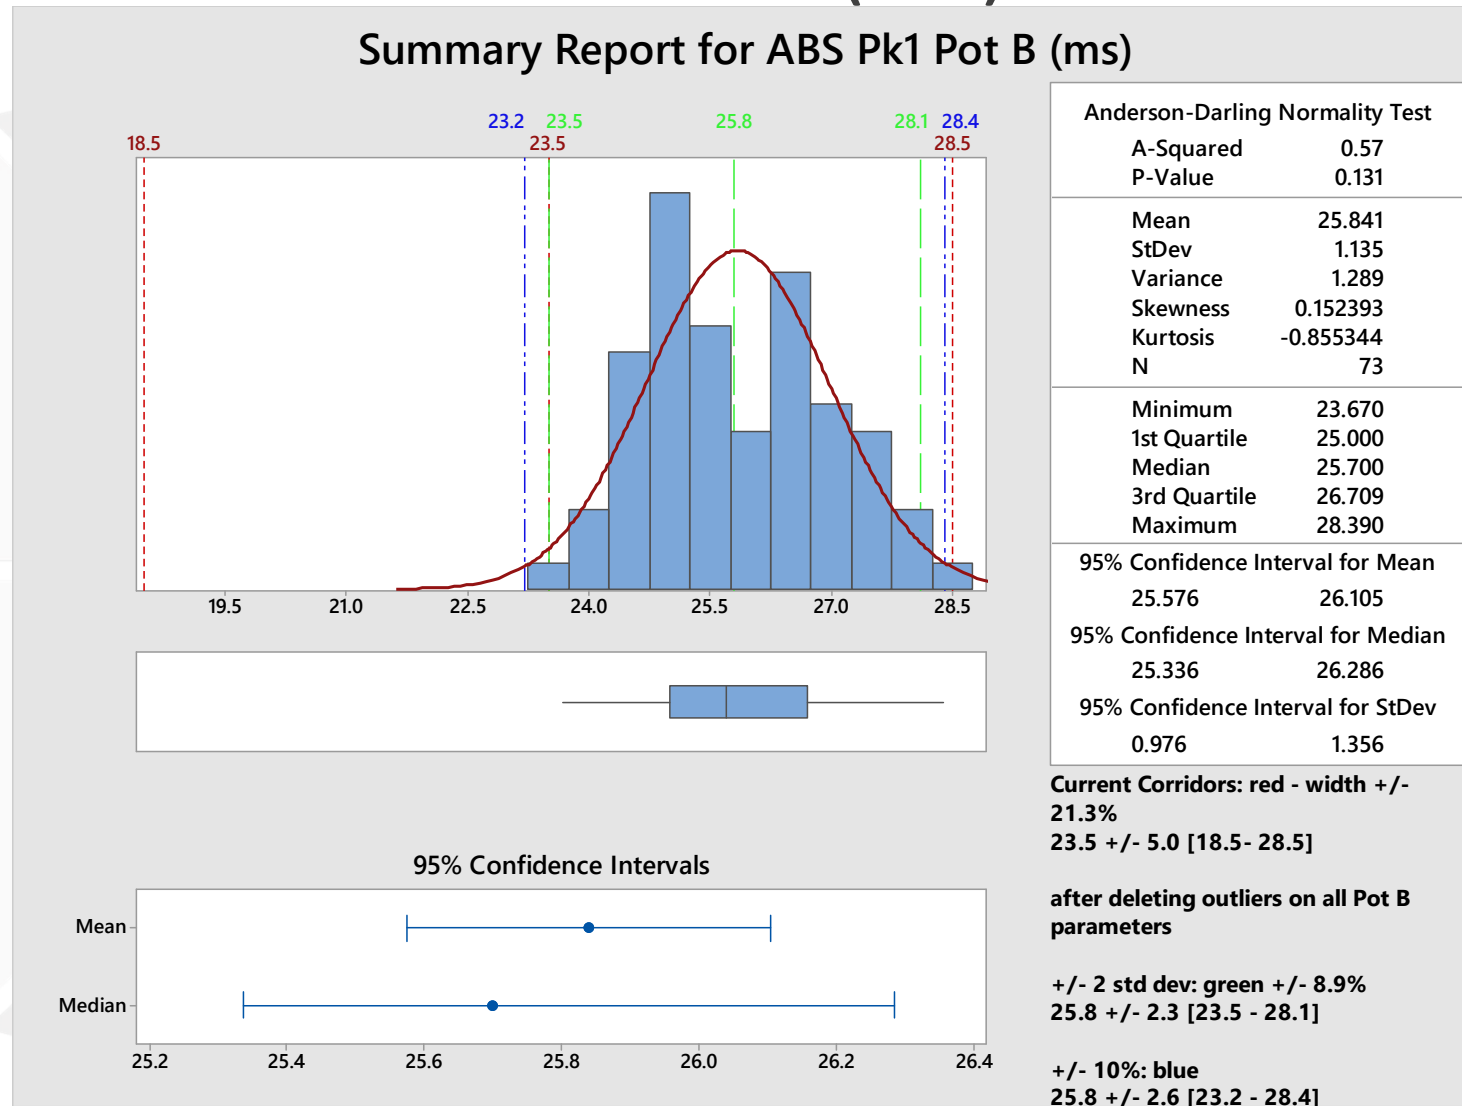 Summary Report for ABS Pk1 Pot B (ms)
23.2 23.5 25.8 28.1 28.4
18.5 23.5 28.5
19.5 21.0 22.5 24.0 25.5 27.0 28.5
95% Confidence Intervals
Mean
Median
25.2 25.4 25.6 25.8 26.0 26.2 26.4
Anderson-Darling Normality Test
A-Squared 0.57
P-Value 0.131
Mean 25.841
StDev 1.135
Variance 1.289
Skewness 0.152393
Kurtosis -0.855344
N 73
Minimum 23.670
1st Quartile 25.000
Median 25.700
3rd Quartile 26.709
Maximum 28.390
95% Confidence Interval for Mean
25.576 26.105
95% Confidence Interval for Median
25.336 26.286
95% Confidence Interval for StDev
0.976 1.356
Current Corridors: red - width +/-
21.3%
23.5 +/- 5.0 [18.5- 28.5]
after deleting outliers on all Pot B
parameters
+/- 2 std dev: green +/- 8.9%
25.8 +/- 2.3 [23.5 - 28.1]
+/- 10%: blue
25.8 +/- 2.6 [23.2 - 28.4]